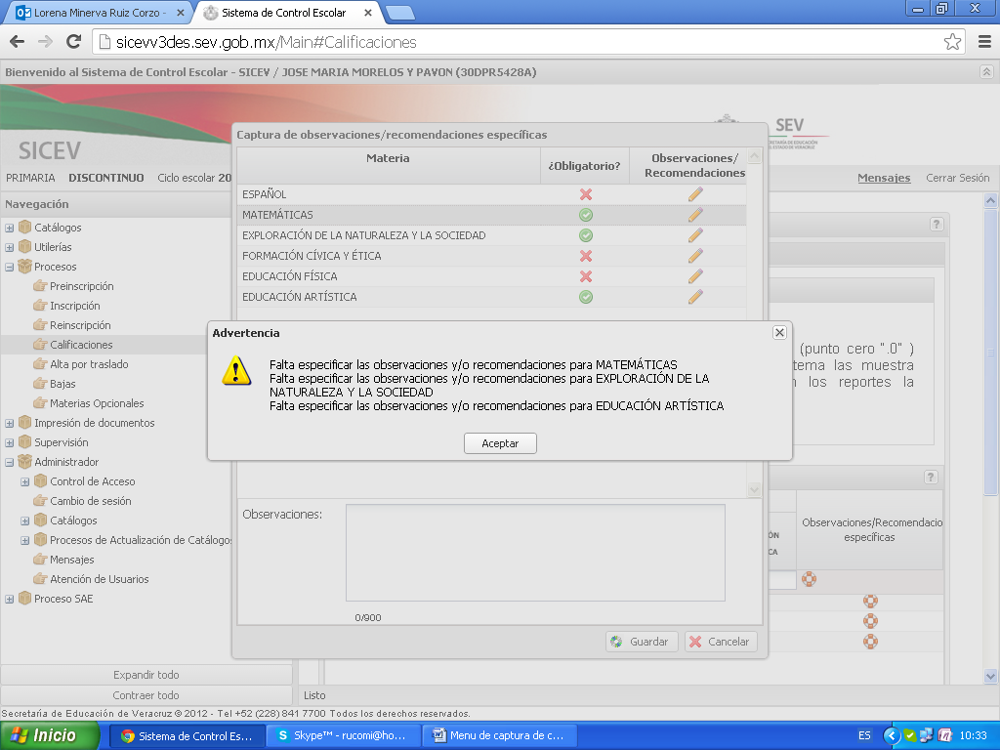 Lorena Minerva Ruiz Corzo -
Sistema de Control Escolar
sicevv3des.sev.gob.mx/Main#Calificaciones
Bienvenido al Sistema de Control Escolar - SICEV / JOSE MARIA MORELOS Y PAVON (30DPR5428A)
SICEV
SEV
PRIMARIA DISCONTINUO Ciclo escolar 20
Mensajes Cerrar Sesión
Navegación
Catálogos
Utilerías
Procesos
Preinscripción
Inscripción
Reinscripción
Calificaciones
Alta por traslado
Bajas
Materias Opcionales
Impresión de documentos
Supervisión
Administrador
Control de Acceso
Cambio de sesión
Catálogos
Procesos de Actualización de Catálogo
Mensajes
Atención de Usuarios
Proceso SAE
Expandir todo
Contraer todo
Captura de observaciones/recomendaciones específicas
Materia ¿Obligatorio? Observaciones/
Recomendaciones
ESPAÑOL
MATEMÁTICAS
EXPLORACIÓN DE LA NATURALEZA Y LA SOCIEDAD
FORMACIÓN CÍVICA Y ÉTICA
EDUCACIÓN FÍSICA
EDUCACIÓN ARTÍSTICA
Advertencia
Falta especificar las observaciones y/o recomendaciones para MATEMÁTICAS
Falta especificar las observaciones y/o recomendaciones para EXPLORACIÓN DE LA
NATURALEZA Y LA SOCIEDAD
Falta especificar las observaciones y/o recomendaciones para EDUCACIÓN ARTÍSTICA
Aceptar
(punto cero ".0" )
tema las muestra
n los reportes la
Observaciones:
0/900
Guardar Cancelar
ÓN
CA
Observaciones/Recomendacio
específicas
Listo
Secretaría de Educación de Veracruz © 2012 - Tel +52 (228) 841 7700 Todos los derechos reservados.
Inicio
Sistema de Control Es...
Skype™ - rucomi@ho...
Menu de captura de c...
ES
10:33